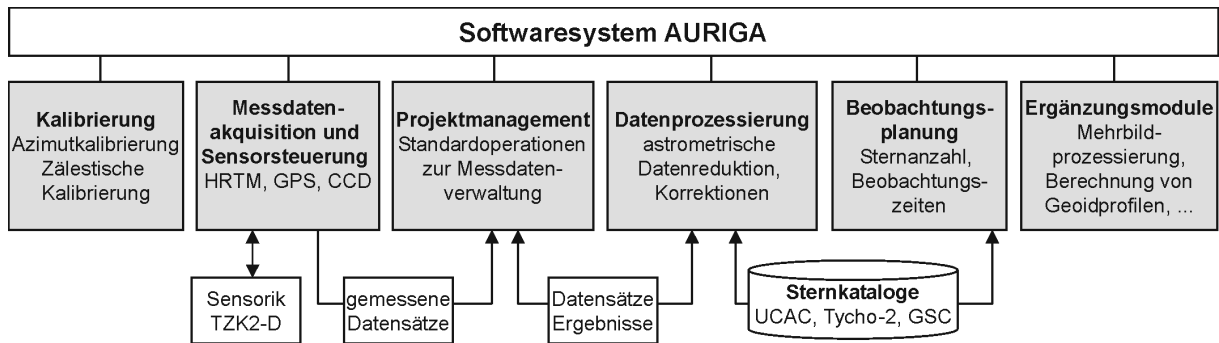 Softwaresystem AURIGA
Kalibrierung
Azimutkalibrierung
Zälestische
Kalibrierung
Messdaten-
akquisition und
Sensorsteuerung
HRTM, GPS, CCD
Projektmanagement
Standardoperationen
zur Messdaten-
verwaltung
Datenprozessierung
astrometrische
Datenreduktion,
Korrektionen
Beobachtungs-
planung
Sternanzahl,
Beobachtungs-
zeiten
Ergänzungsmodule
Mehrbild-
prozessierung,
Berechnung von
Geoidprofilen, ...
Sensorik
TZK2-D
gemessene
Datensätze
Datensätze
Ergebnisse
Sternkataloge
UCAC, Tycho-2, GSC